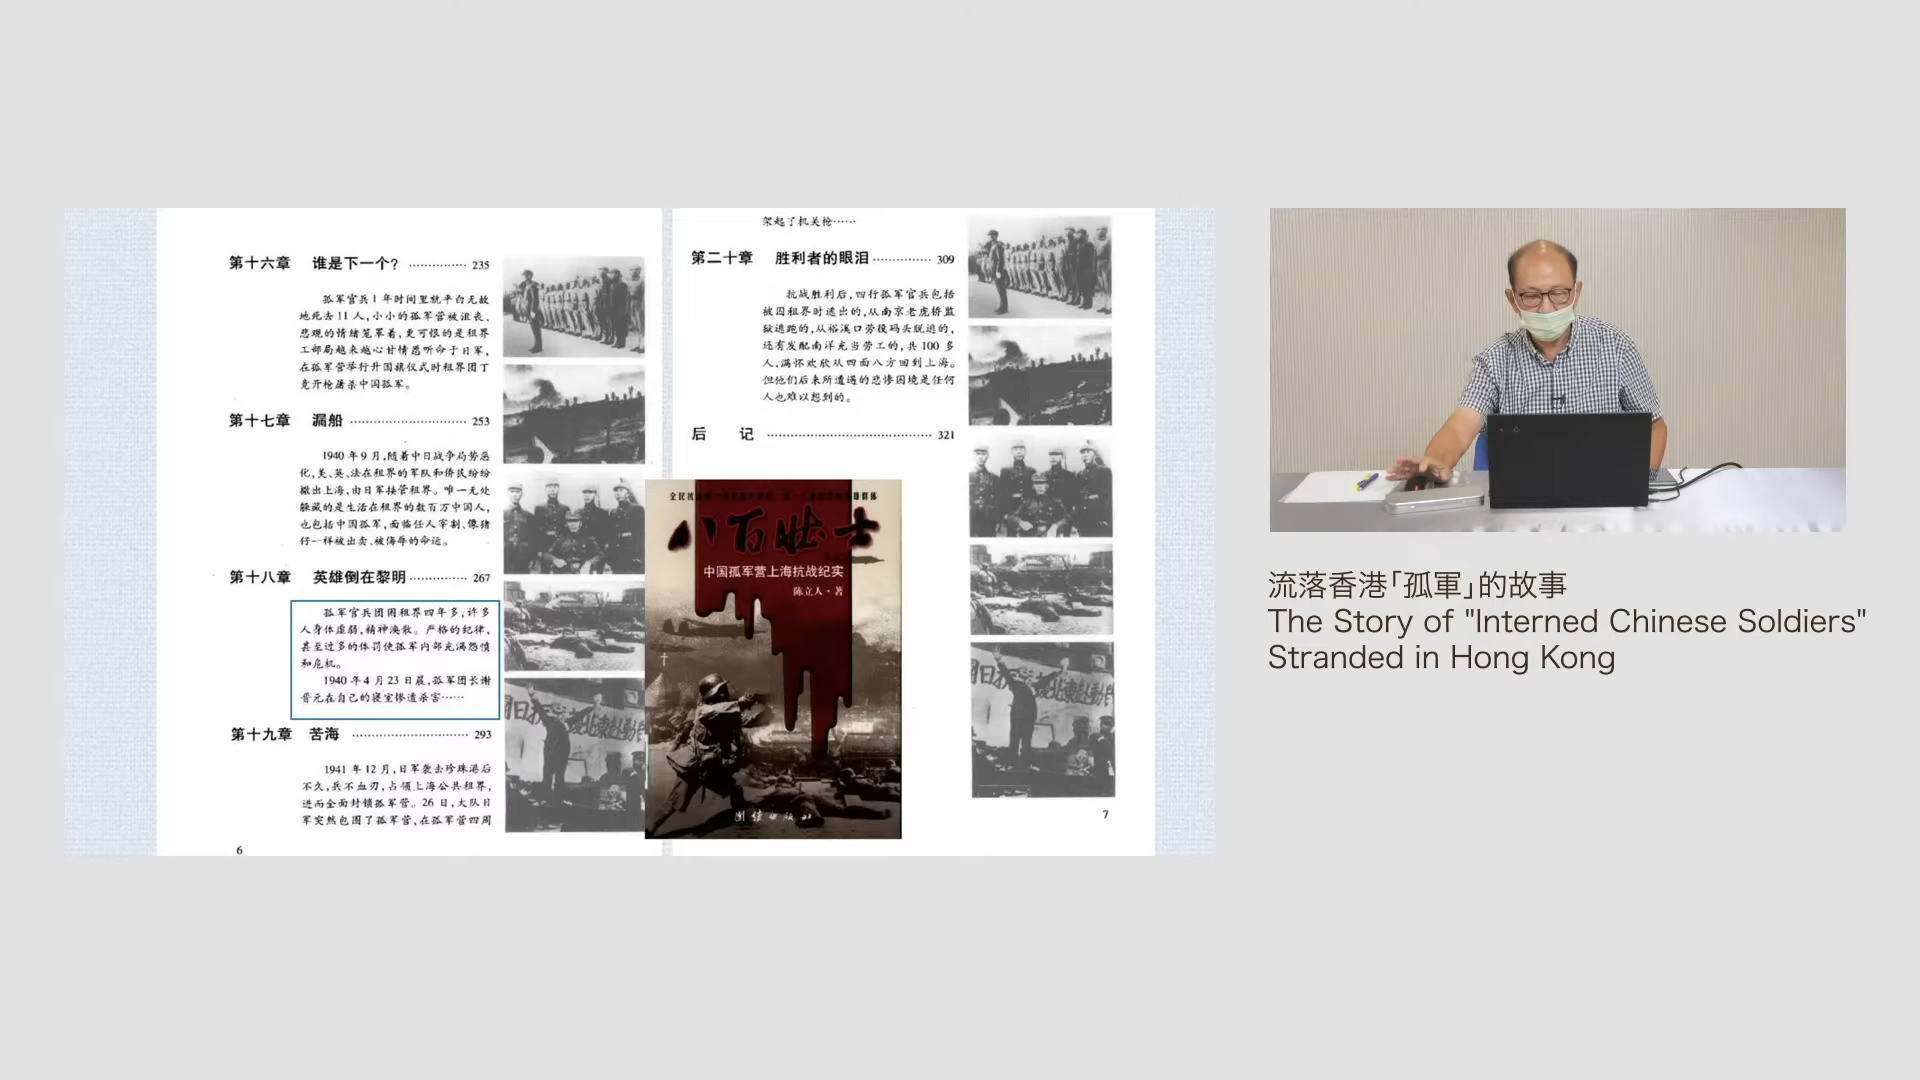 第十六章 谁是下一个? ············ 235
孤军官兵1年时间里就平白无故
地死去11人,小小的孤军营被沮丧、
悲观的情绪笼罩着,更可恨的是租界
工部局越来越心甘情愿听命于日军,
在孤军营举行升国旗仪式时租界团丁
竟开枪屠杀中国孤军。
第十七章 漏船 ························ 253
1940年9月,随着中日战争局势恶
化,美、英、法在租界的军队和侨民纷纷
撤出上海,由日军接管租界。唯一无处
躲藏的是生活在租界的数百万中国人,
也包括中国孤军,面临任人宰割、像猪
仔一样被出卖、被侮辱的命运。
第十八章 英雄倒在黎明 ············ 267
孤军官兵团困租界四年多,许多
人身体虚弱,精神涣散。严格的纪律,
甚至过多的体罚使孤军内部充满怨愤
和危机。
1940年4月23日晨,孤军团长谢
晋元在自己的寝室惨遭杀害······
第十九章 苦海 ························ 293
1941年12月,日军袭击珍珠港后
不久,兵不血刃,占领上海公共租界,
进而全面封锁孤军营。26日,大队日
军突然包围了孤军营,在孤军营四周
6
架起了机关枪······
第二十章 胜利者的眼泪 ············ 309
抗战胜利后,四行孤军官兵包括
被囚租界时逃出的,从南京老虎桥监
狱逃跑的,从裕溪口劳役码头脱逃的,
还有发配南洋充当劳工的,共100多
人,满怀欢欣从四面八方回到上海。
但他们后来所遭遇的悲惨困境是任何
人也难以想到的。
后 记 ································ 321
7
八百壮士
中国孤军营上海抗战纪实
陈立人·著
團结出版社
流落香港「孤軍」的故事
The Story of "Interned Chinese Soldiers"
Stranded in Hong Kong